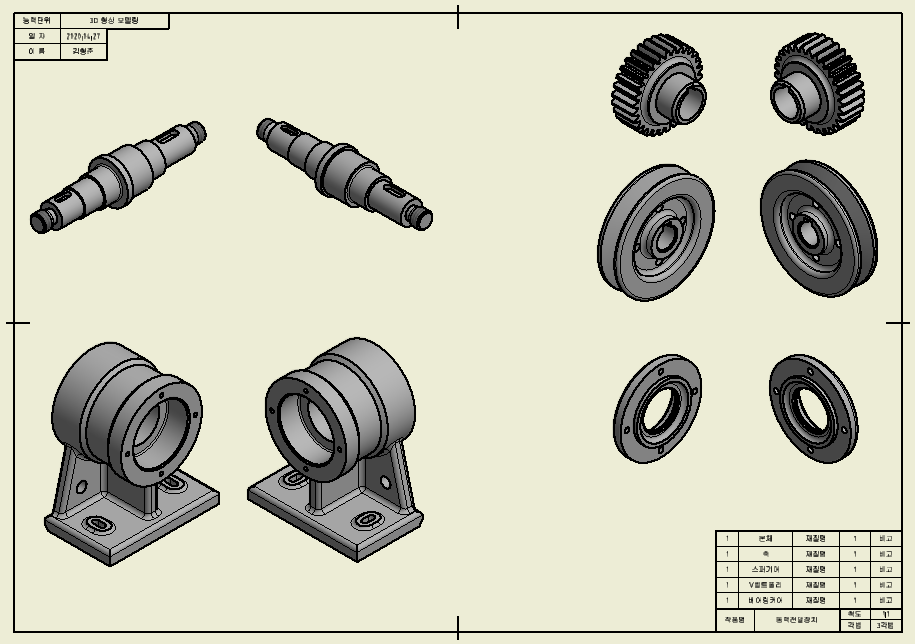 능력단위 3D 형상 모델링
일 자
이 름 김형준
1 본체 재질명 1 비고
1 축 재질명 1 비고
1 스퍼기어 재질명 1 비고
1 V벨트풀리 재질명 1 비고
1 베어링커버 재질명 1 비고
작품명 동력전달장치 척도 1/1
각법 3각법